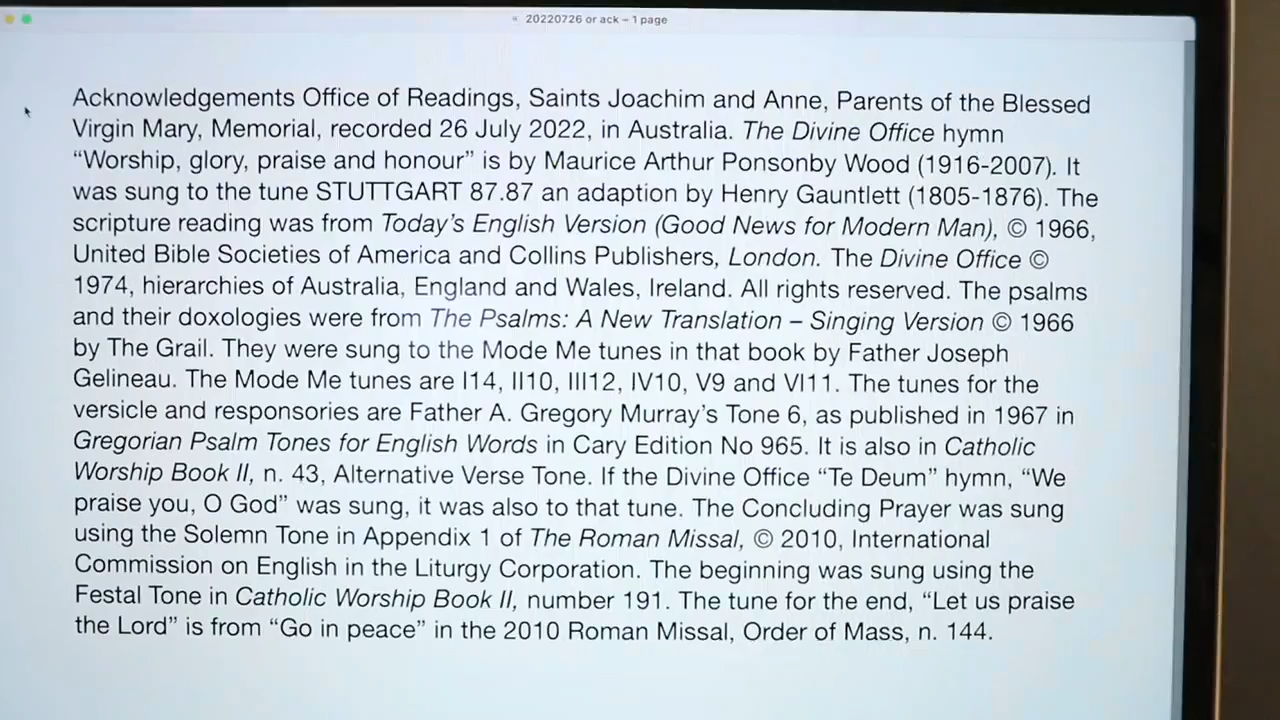 20220726 or ack – 1 page
Acknowledgements Office of Readings, Saints Joachim and Anne, Parents of the Blessed
Virgin Mary, Memorial, recorded 26 July 2022, in Australia. The Divine Office hymn
“Worship, glory, praise and honour” is by Maurice Arthur Ponsonby Wood (1916-2007). It
was sung to the tune STUTTGART 87.87 an adaption by Henry Gauntlett (1805-1876). The
scripture reading was from Today’s English Version (Good News for Modern Man), © 1966,
United Bible Societies of America and Collins Publishers, London. The Divine Office ©
1974, hierarchies of Australia, England and Wales, Ireland. All rights reserved. The psalms
and their doxologies were from The Psalms: A New Translation – Singing Version © 1966
by The Grail. They were sung to the Mode Me tunes in that book by Father Joseph
Gelineau. The Mode Me tunes are I14, II10, III12, IV10, V9 and VI11. The tunes for the
versicle and responsories are Father A. Gregory Murray’s Tone 6, as published in 1967 in
Gregorian Psalm Tones for English Words in Cary Edition No 965. It is also in Catholic
Worship Book II, n. 43, Alternative Verse Tone. If the Divine Office “Te Deum” hymn, “We
praise you, O God” was sung, it was also to that tune. The Concluding Prayer was sung
using the Solemn Tone in Appendix 1 of The Roman Missal, © 2010, International
Commission on English in the Liturgy Corporation. The beginning was sung using the
Festal Tone in Catholic Worship Book II, number 191. The tune for the end, “Let us praise
the Lord” is from “Go in peace” in the 2010 Roman Missal, Order of Mass, n. 144.